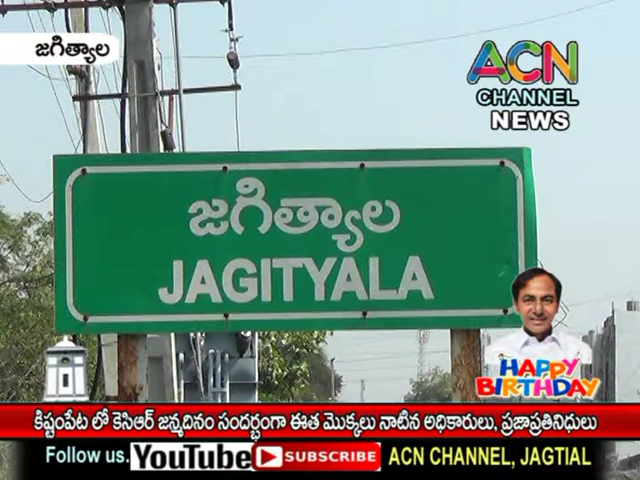 జగిత్యాల
ACN
CHANNEL
NEWS
జగిత్యాల
JAGITYALA
HAPPY
BIRTHDAY
కిష్టంపేట లో కెసిఆర్ జన్మదినం సందర్భంగా ఈత మొక్కలు నాటిన అధికారులు, ప్రజాప్రతినిధులు
Follow us. YouTube SUBSCRIBE ACN CHANNEL, JAGTIAL